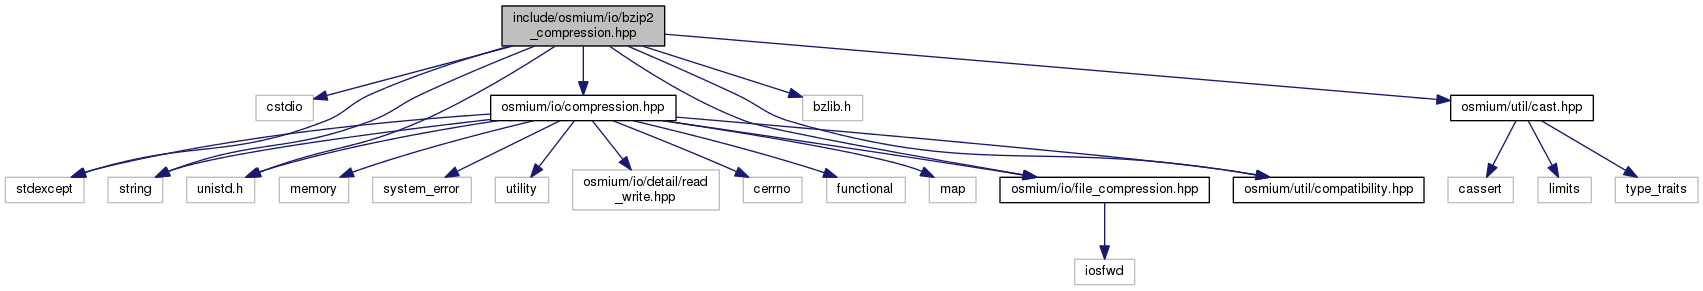 include/osmium/io/bzip2
_compression.hpp
cstdio
osmium/io/compression.hpp
bzlib.h
osmium/util/cast.hpp
stdexcept
string
unistd.h
memory
system_error
utility
osmium/io/detail/read
_write.hpp
cerrno
functional
map
osmium/io/file_compression.hpp
osmium/util/compatibility.hpp
cassert
limits
type_traits
iosfwd